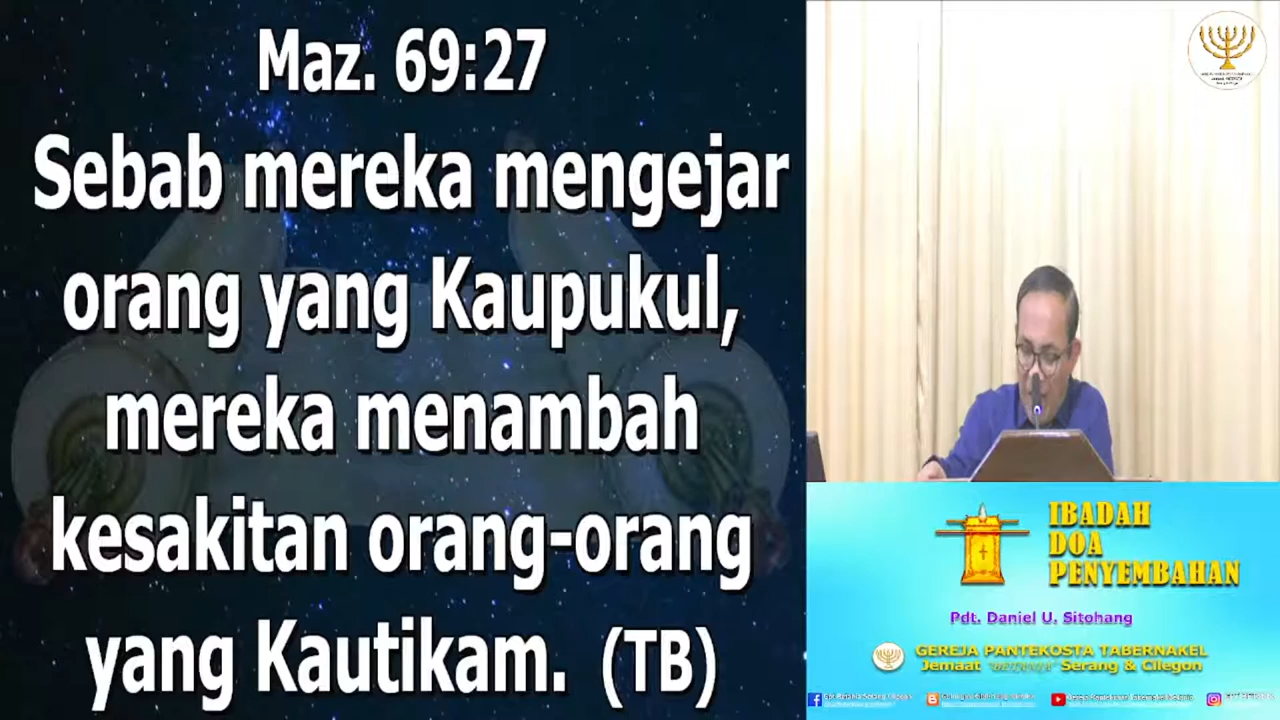 Maz. 69:27
Sebab mereka mengejar
orang yang Kaupukul,
mereka menambah
kesakitan orang-orang
yang Kautikam. (TB)
IBADAH
DOA
PENYEMBAHAN
Pdt. Daniel U. Sitohang
GEREJA PANTEKOSTA TABERNAKEL
Jemaat Serang & Cilegon